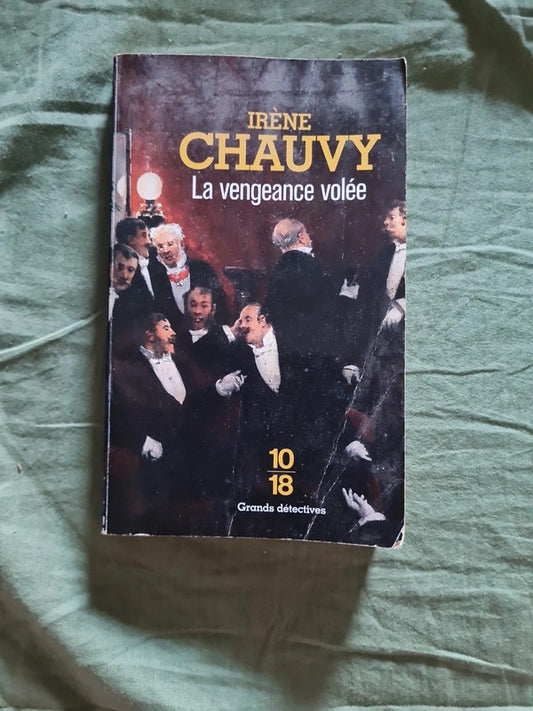 IRÈNE
CHAUVY
La vengeance volée
10
18
Grands détectives